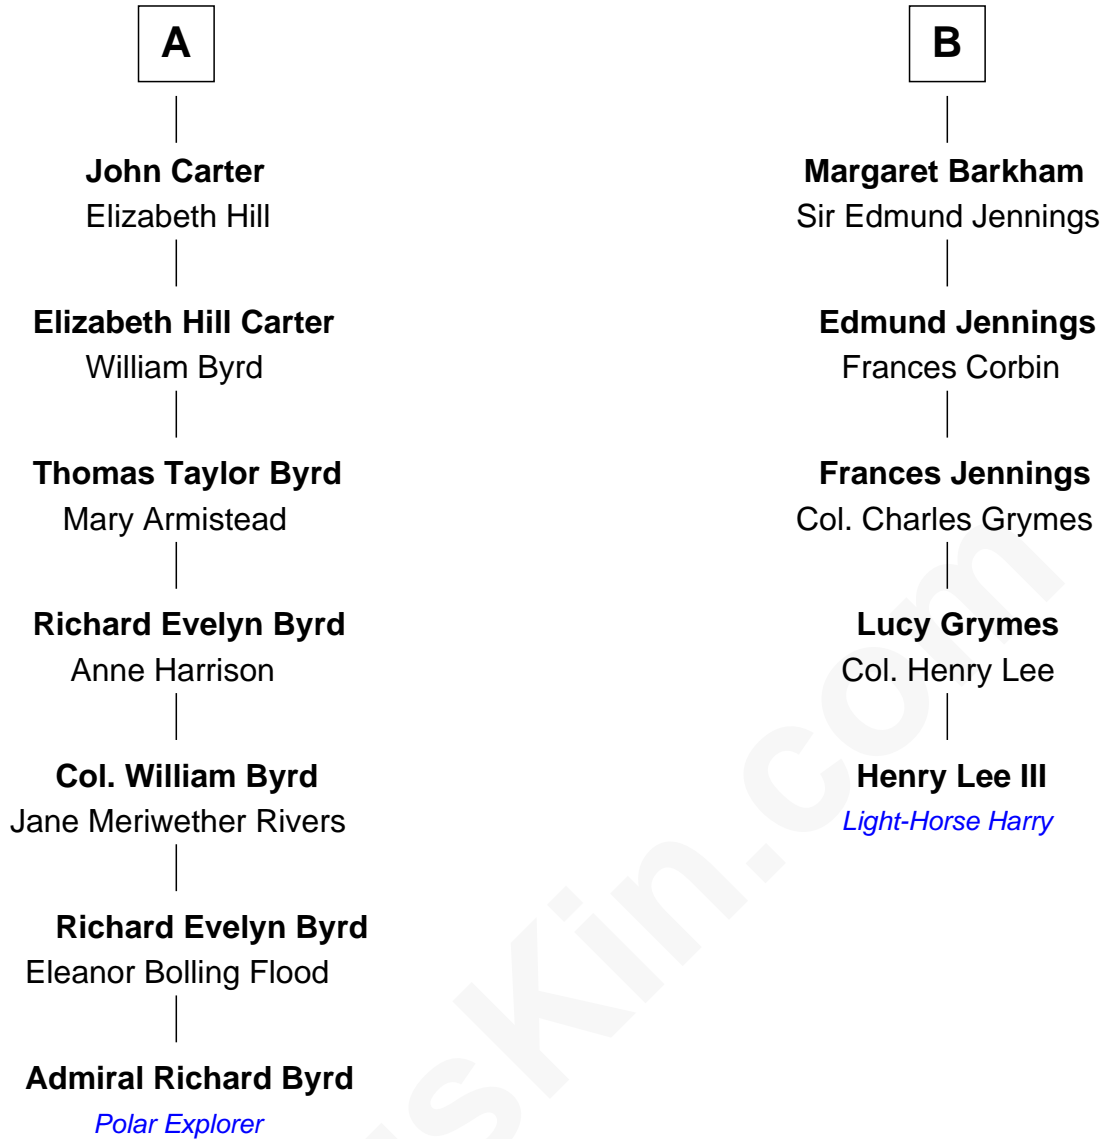 A
John Carter
Elizabeth Hill
Elizabeth Hill Carter
William Byrd
Thomas Taylor Byrd
Mary Armistead
Richard Evelyn Byrd
Anne Harrison
Col. William Byrd
Jane Meriwether Rivers
Richard Evelyn Byrd
Eleanor Bolling Flood
Admiral Richard Byrd
Polar Explorer
B
Margaret Barkham
Sir Edmund Jennings
Edmund Jennings
Frances Corbin
Frances Jennings
Col. Charles Grymes
Lucy Grymes
Col. Henry Lee
Henry Lee III
Light-Horse Harry
sKin.com